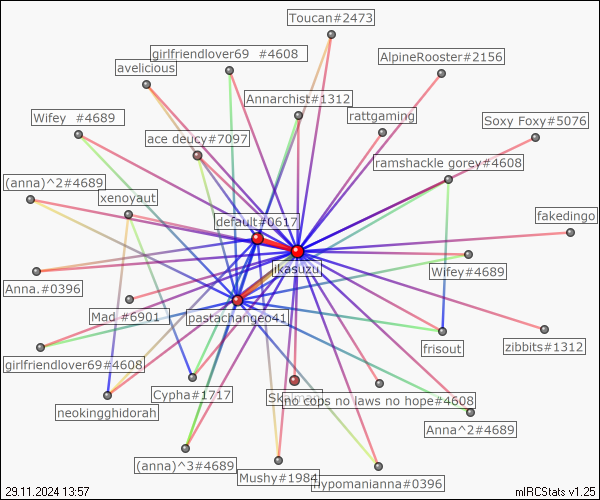 Toucan#2473
girlfriendlover69 #4608
AlpineRooster#2156
avelicious
Annarchist#1312
rattgaming
Wifey #4689
Soxy Foxy#5076
ace deucy#7097
ramshackle gorey#4608
(anna)^2#4689
xenoyaut
default#0617
fakedingo
ikasuzu
Wifey#4689
Anna.#0396
Mad #6901
pastachangeo41
frisout
zibbits#1312
girlfriendlover69#4608
Cypha#1717
no cops no laws no hope#4608
neokingghidorah
Anna^2#4689
(anna)^3#4689
Mushy#1984
hypomanianna#0396
29.11.2024 13:57
mIRCStats v1.25